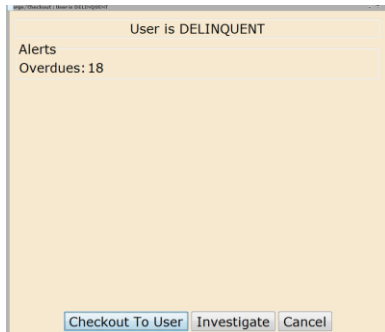 User is DELINQUENT
Alerts
Overdues: 18
Checkout To User Investigate Cancel